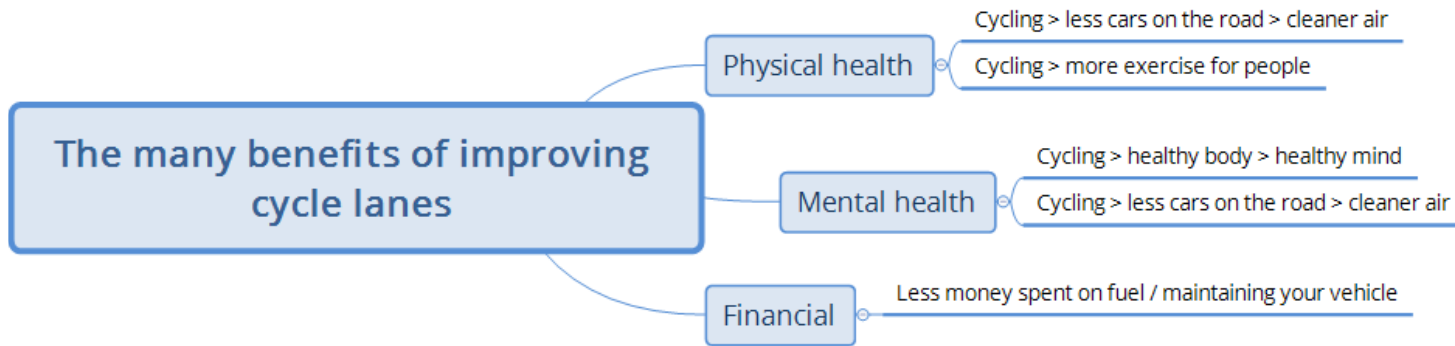 The many benefits of improving
cycle lanes
Physical health
Cycling > less cars on the road > cleaner air
Cycling > more exercise for people
Mental health
Cycling > healthy body > healthy mind
Cycling > less cars on the road > cleaner air
Financial
Less money spent on fuel / maintaining your vehicle